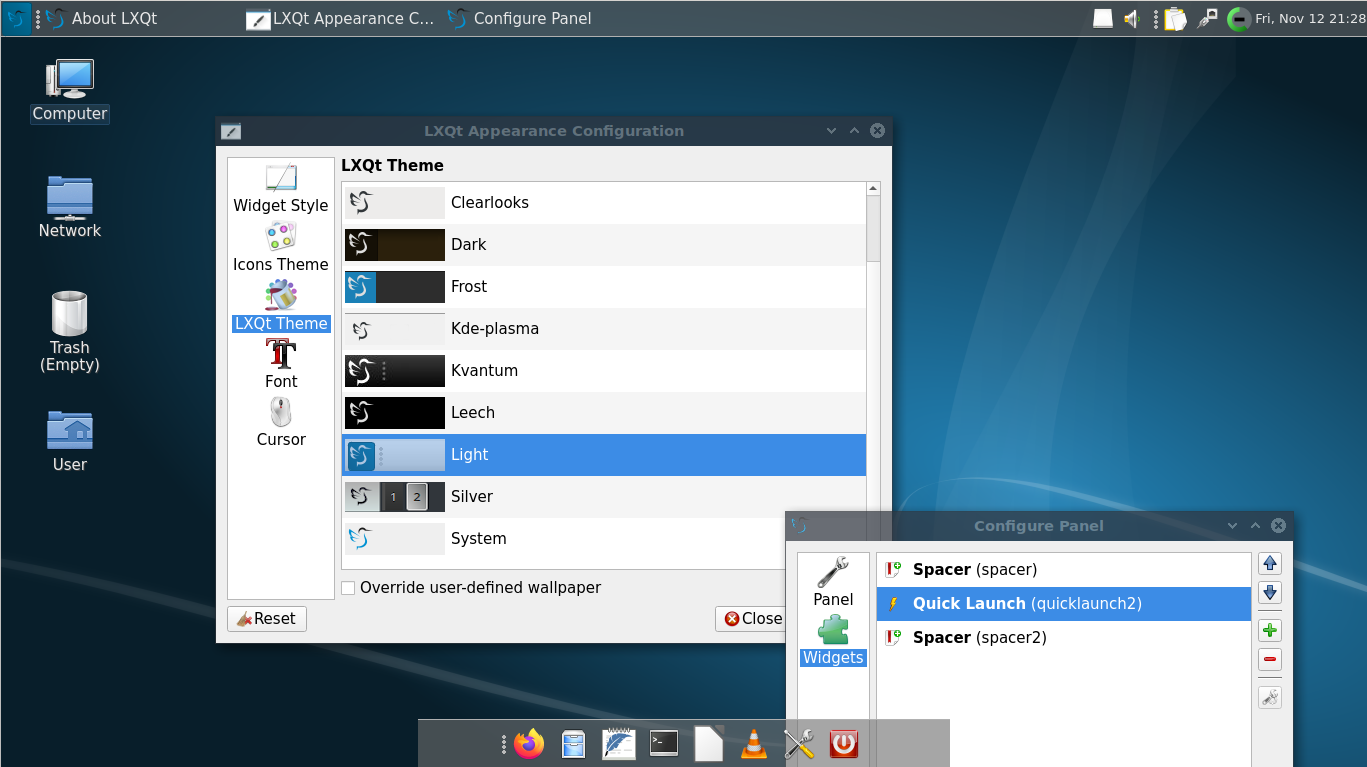 About LXQt
LXQt Appearance C...
Configure Panel
Fri, Nov 12 21:28
Computer
Network
Trash
(Empty)
User
LXQt Appearance Configuration
Widget Style
Icons Theme
LXQt Theme
Font
Cursor
LXQt Theme
Clearlooks
Dark
Frost
Kde-plasma
Kvantum
Leech
Light
1 2
Silver
System
Override user-defined wallpaper
Reset
Close
Configure Panel
Panel
Widgets
Spacer (spacer)
Quick Launch (quicklaunch2)
Spacer (spacer2)